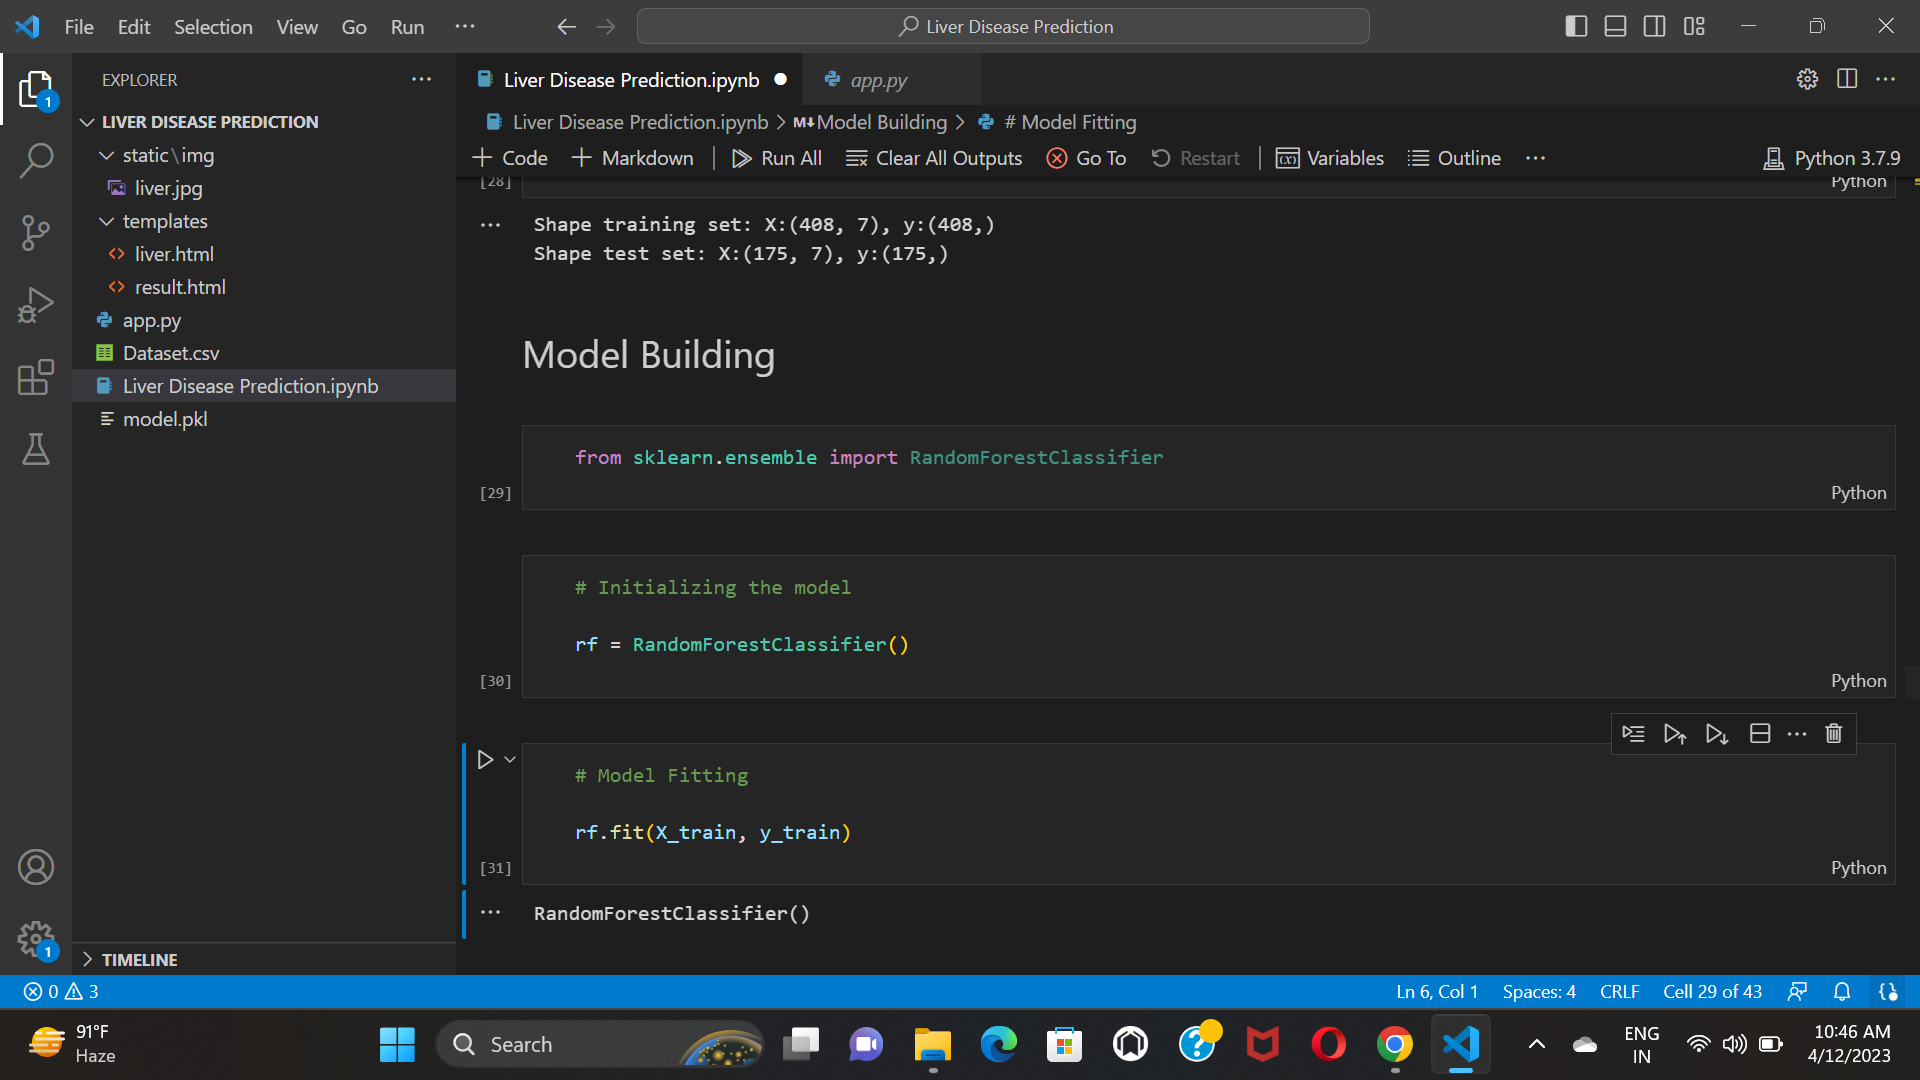 File Edit Selection View Go Run ···
Liver Disease Prediction
EXPLORER ···
LIVER DISEASE PREDICTION
static\img
liver.jpg
templates
liver.html
result.html
app.py
Dataset.csv
Liver Disease Prediction.ipynb
model.pkl
TIMELINE
1
1
Liver Disease Prediction.ipynb
app.py
Liver Disease Prediction.ipynb > M↓Model Building > # Model Fitting
+ Code + Markdown Run All Clear All Outputs Go To Restart Variables Outline ··· Python 3.7.9
[28] Python
Shape training set: X:(408, 7), y:(408,)
Shape test set: X:(175, 7), y:(175,)
Model Building
from sklearn.ensemble import RandomForestClassifier
[29] Python
# Initializing the model
rf = RandomForestClassifier()
[30] Python
# Model Fitting
rf.fit(X_train, y_train)
[31] Python
RandomForestClassifier()
0 3 Ln 6, Col 1 Spaces: 4 CRLF Cell 29 of 43
91°F
Haze
Search
ENG
IN
10:46 AM
4/12/2023